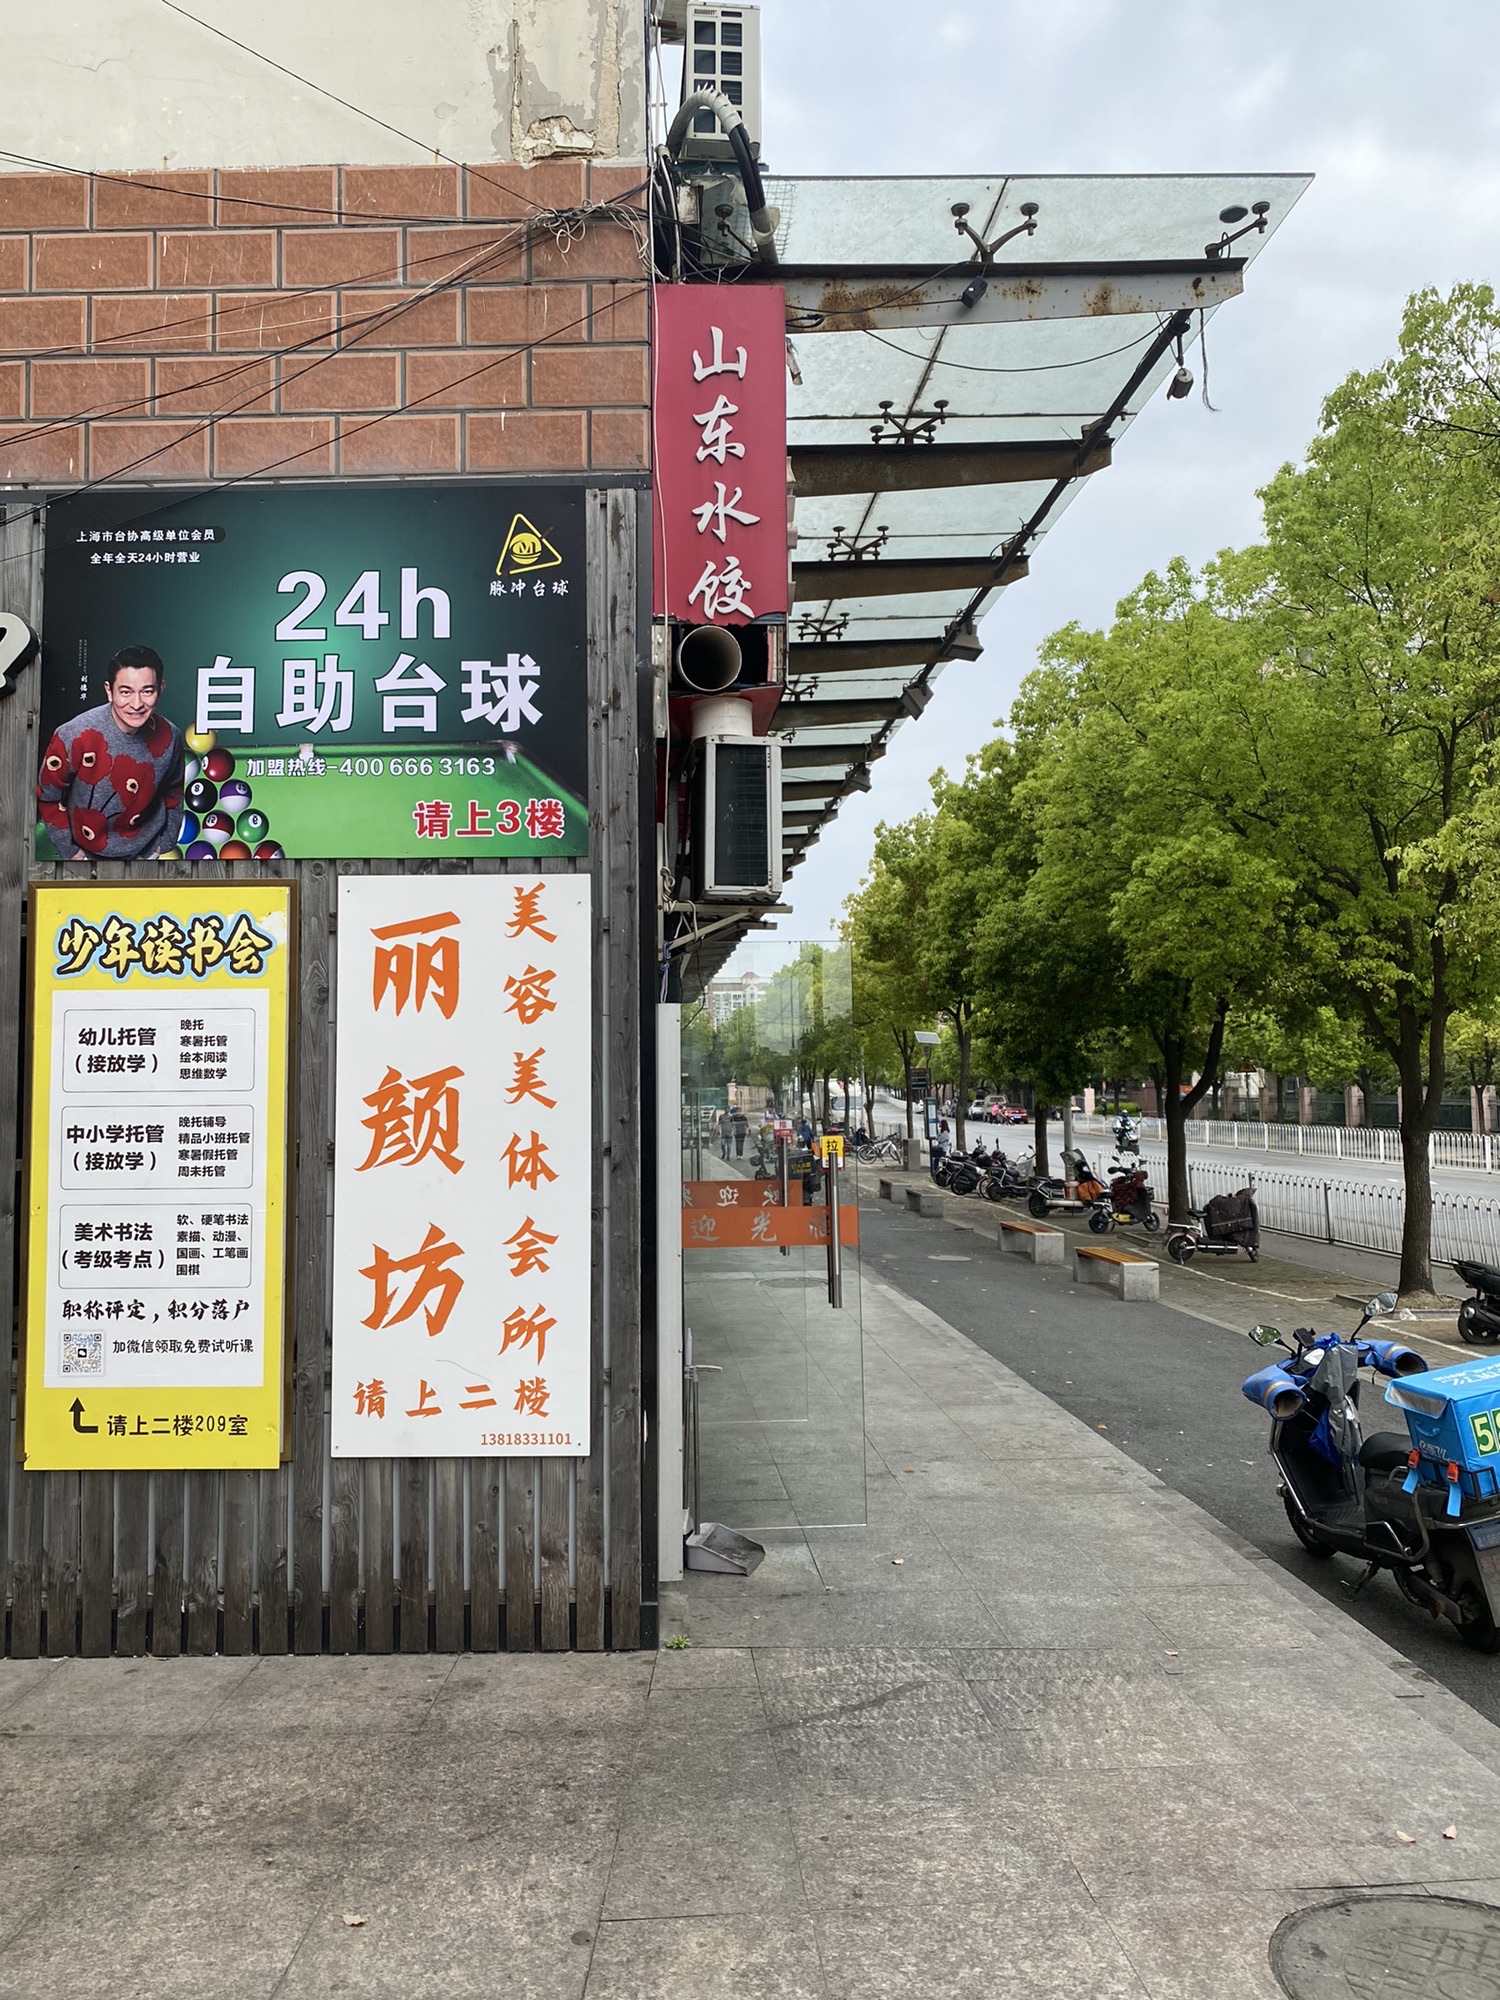 山东水饺
上海市台协高级单位会员
全年全天24小时营业
脉冲台球
24h
自助台球
刘德华
加盟热线-400 666 3163
请上3楼
少年读书会
幼儿托管
（接放学）
晚托
寒暑托管
绘本阅读
思维数学
中小学托管
（接放学）
晚托辅导
精品小班托管
寒暑假托管
周末托管
美术书法
（考级考点）
软、硬笔书法
素描、动漫、
国画、工笔画
围棋
职称评定，积分落户
加微信领取免费试听课
请上二楼209室
美容美体会所
丽颜坊
请上二楼
13818331101
拉
推
迎光临
欢迎